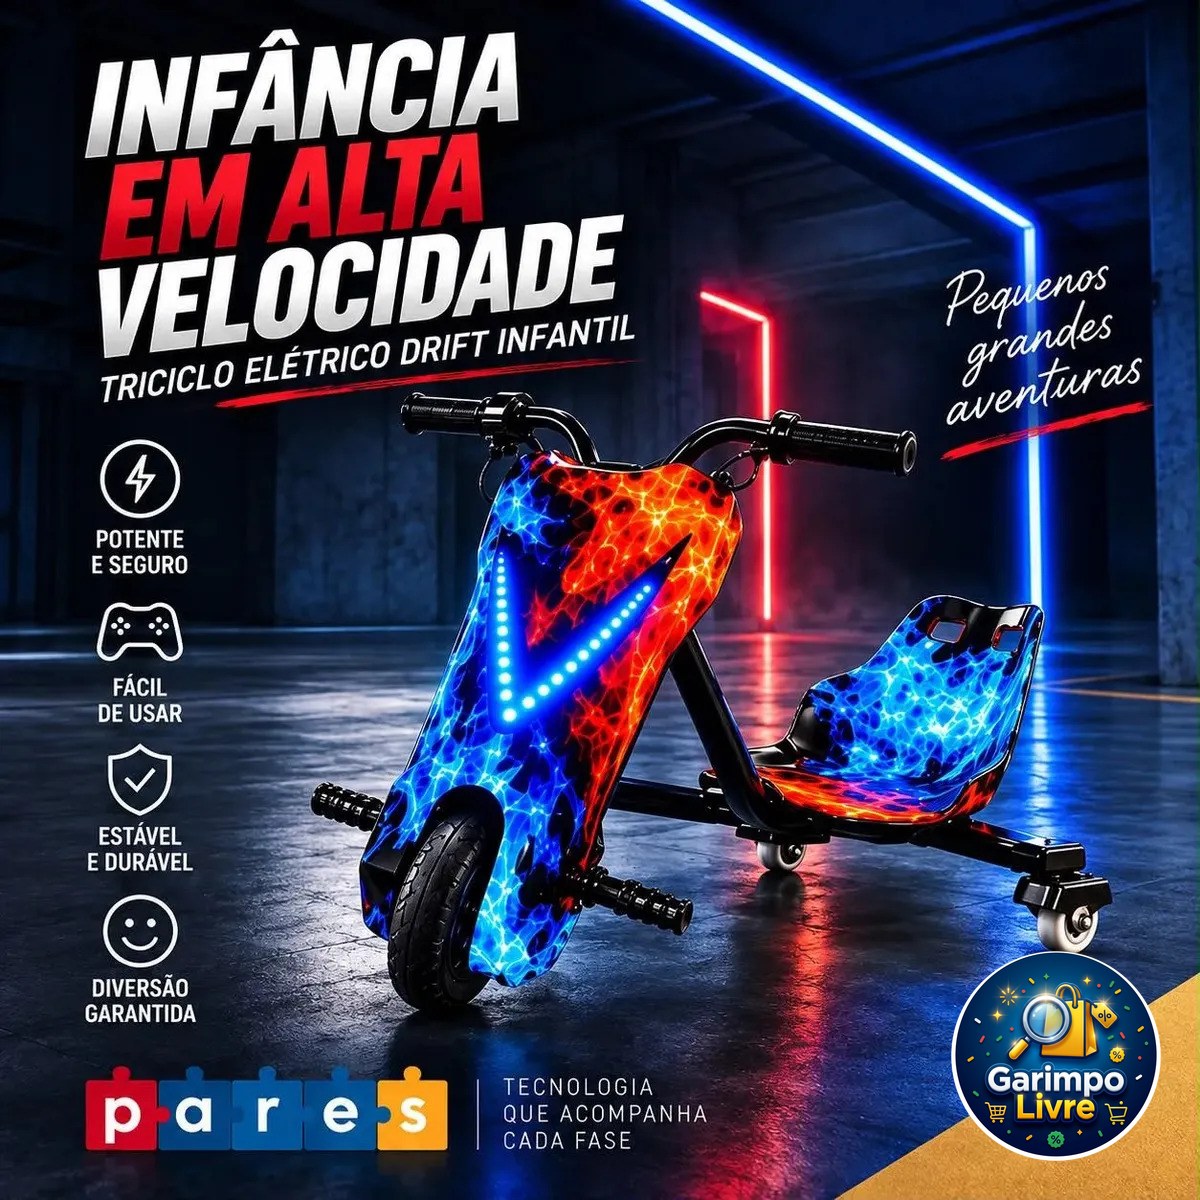 INFÂNCIA
EM ALTA
VELOCIDADE
TRICICLO ELÉTRICO DRIFT INFANTIL
Pequenos
grandes
aventuras
POTENTE
E SEGURO
FÁCIL
DE USAR
ESTÁVEL
E DURÁVEL
DIVERSÃO
GARANTIDA
pares
TECNOLOGIA
QUE ACOMPANHA
CADA FASE
Garimpo
Livre